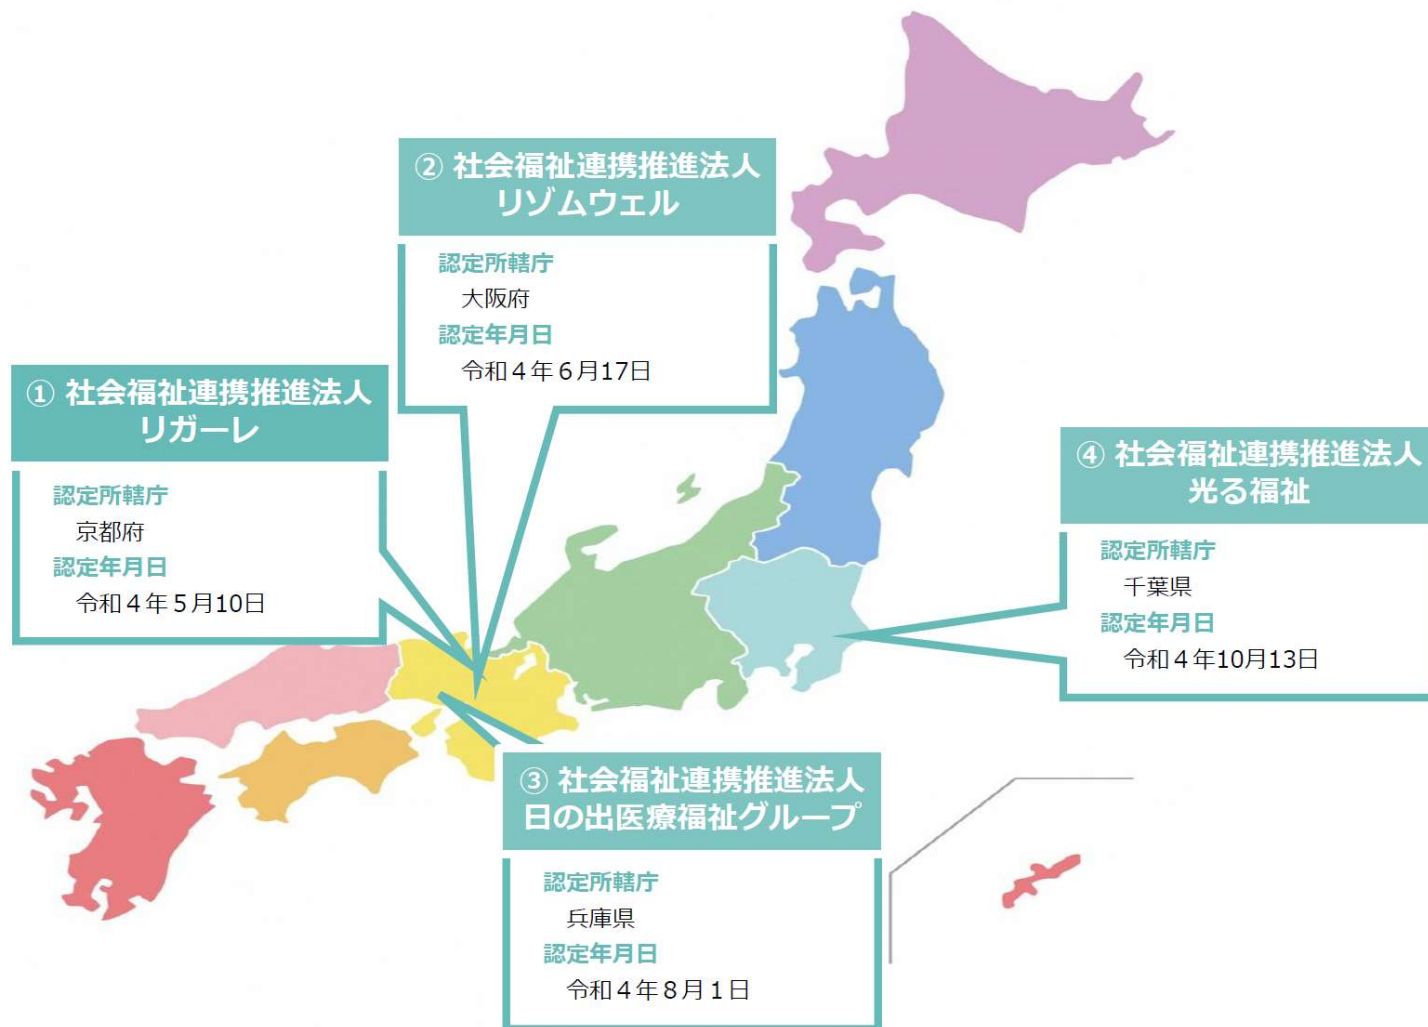 ① 社会福祉連携推進法人
リガーレ
認定所轄庁
京都府
認定年月日
令和４年５月10日
② 社会福祉連携推進法人
リゾムウェル
認定所轄庁
大阪府
認定年月日
令和４年６月17日
③ 社会福祉連携推進法人
日の出医療福祉グループ
認定所轄庁
兵庫県
認定年月日
令和４年８月１日
④ 社会福祉連携推進法人
光る福祉
認定所轄庁
千葉県
認定年月日
令和４年10月13日